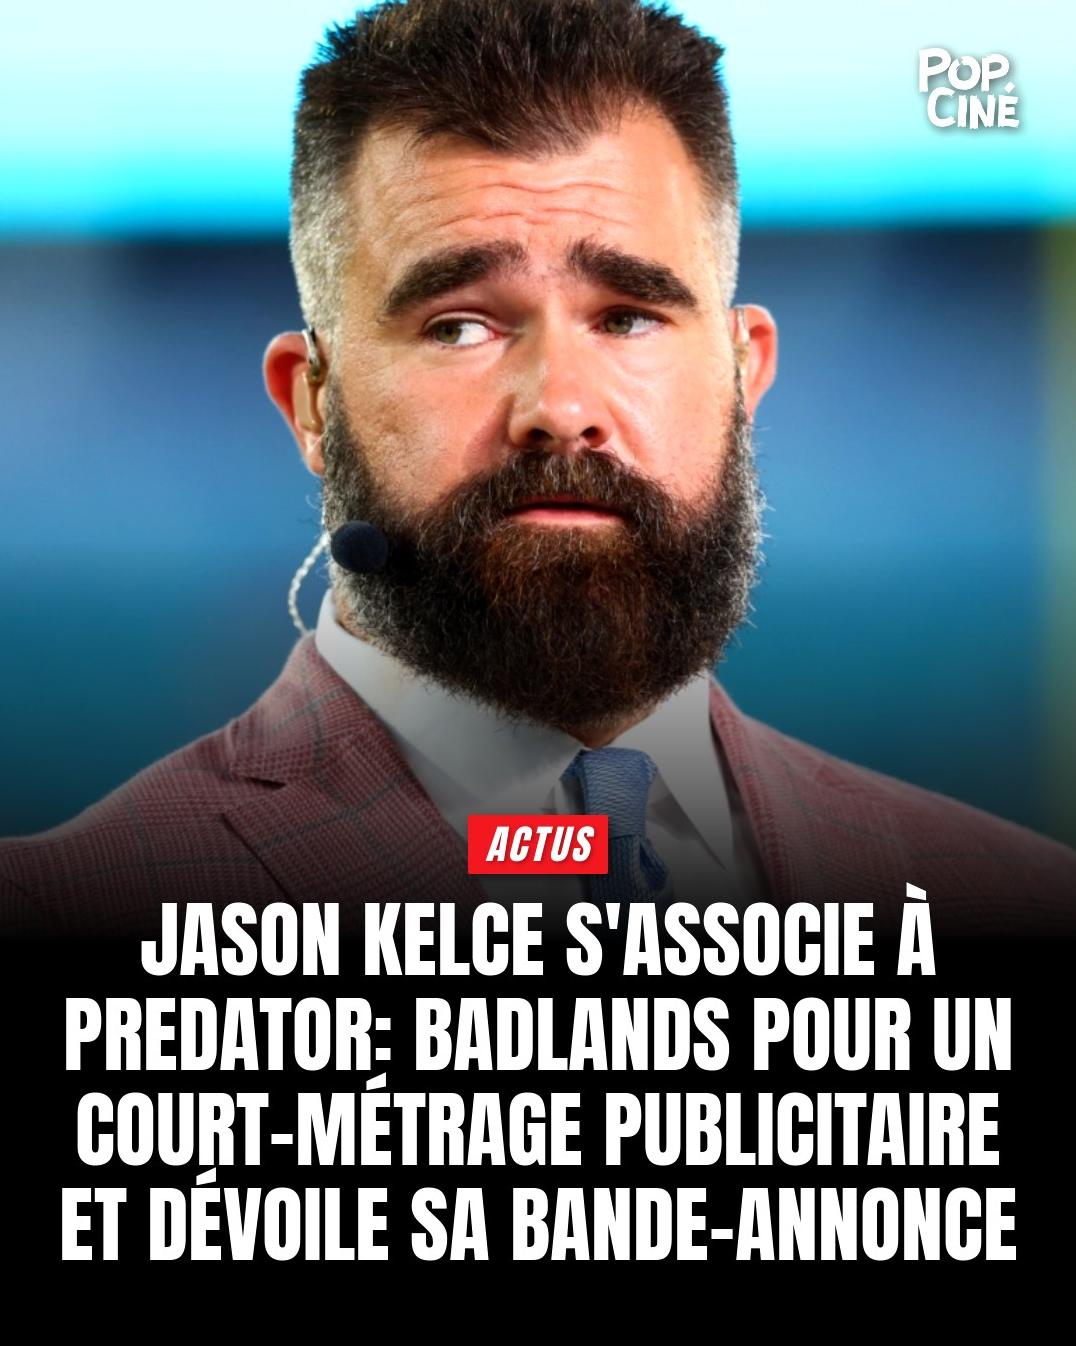 POP.
CINÉ
ACTUS
JASON KELCE S'ASSOCIE À
PREDATOR: BADLANDS POUR UN
COURT-MÉTRAGE PUBLICITAIRE
ET DÉVOILE SA BANDE-ANNONCE